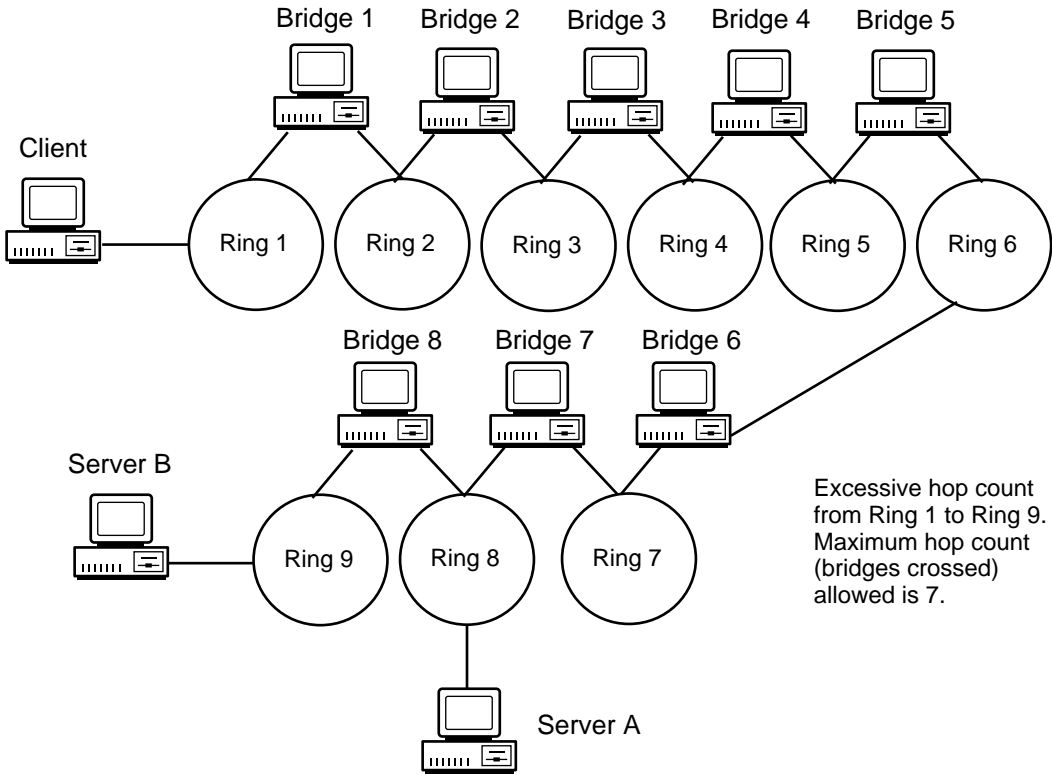 Bridge 1
Bridge 2
Bridge 3
Bridge 4
Bridge 5
Client
Ring 1
Ring 2
Ring 3
Ring 4
Ring 5
Ring 6
Bridge 8
Bridge 7
Bridge 6
Server B
Ring 9
Ring 8
Ring 7
Excessive hop count
from Ring 1 to Ring 9.
Maximum hop count
(bridges crossed)
allowed is 7.
Server A